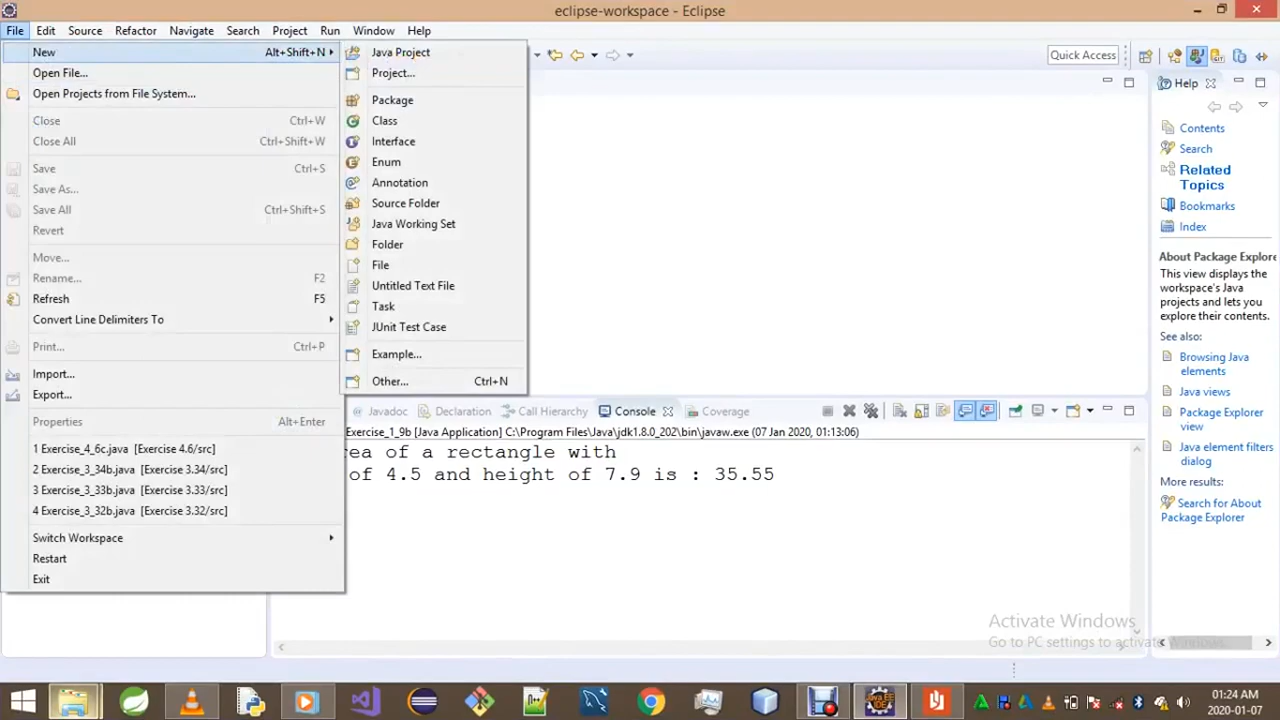 eclipse-workspace - Eclipse
File Edit Source Refactor Navigate Search Project Run Window Help
New Alt+Shift+N
Open File...
Open Projects from File System...
Close Ctrl+W
Close All Ctrl+Shift+W
Save Ctrl+S
Save As...
Save All Ctrl+Shift+S
Revert
Move...
Rename... F2
Refresh F5
Convert Line Delimiters To
Print... Ctrl+P
Import...
Export...
Properties Alt+Enter
1 Exercise_4_6c.java [Exercise 4.6/src]
2 Exercise_3_34b.java [Exercise 3.34/src]
3 Exercise_3_33b.java [Exercise 3.33/src]
4 Exercise_3_32b.java [Exercise 3.32/src]
Switch Workspace
Restart
Exit
Java Project
Project...
Package
Class
Interface
Enum
Annotation
Source Folder
Java Working Set
Folder
File
Untitled Text File
Task
JUnit Test Case
Example...
Other... Ctrl+N
Quick Access
Javadoc Declaration Call Hierarchy Console Coverage
Exercise_1_9b [Java Application] C:\Program Files\Java\jdk1.8.0_202\bin\javaw.exe (07 Jan 2020, 01:13:06)
rea of a rectangle with
of 4.5 and height of 7.9 is : 35.55
Help
Contents
Search
Related
Topics
Bookmarks
Index
About Package Explore
This view displays the
workspace's Java
projects and lets you
explore their contents.
See also:
Browsing Java
elements
Java views
Package Explorer
view
Java element filters
dialog
More results:
Search for About
Package Explorer
Activate Windows
Go to PC settings to activate Windows.
01:24 AM
2020-01-07